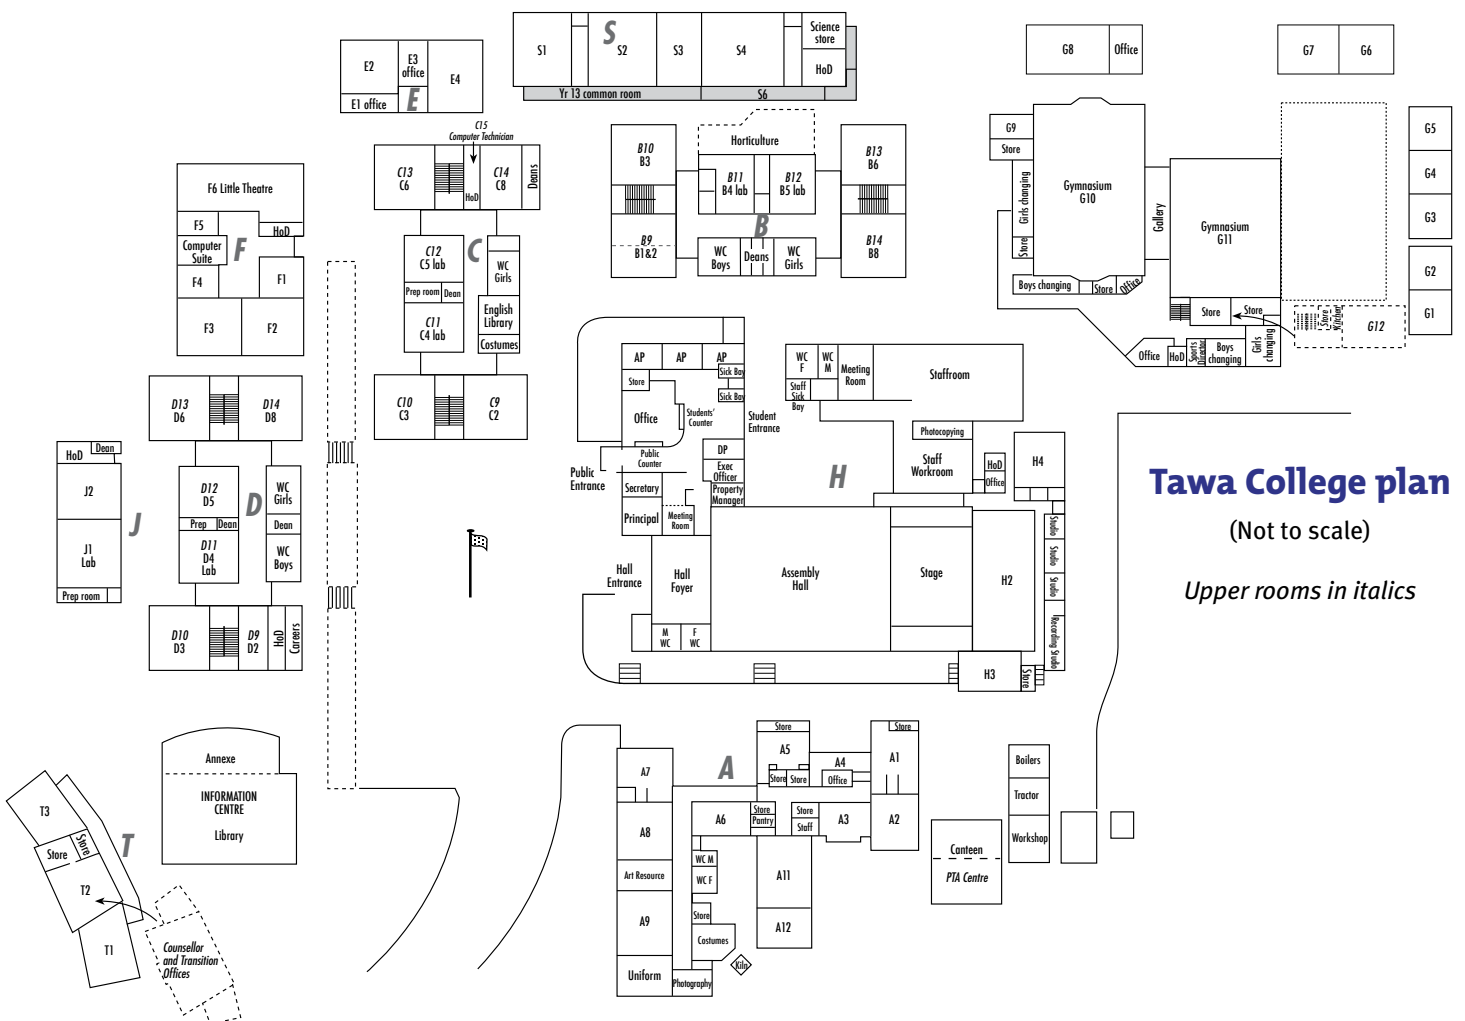 S
S1
S2
S3
S4
Science
store
HoD
Yr 13 common room
S6
E2
E3
office
E4
E1 office
E
G8
Office
G7
G6
C15
Computer Technician
C13
C6
HoD
C14
C8
Deans
C12
C5 lab
C
WC
Girls
Prep room
Dean
C11
C4 lab
English
Library
Costumes
C10
C3
C9
C2
Horticulture
B10
B3
B11
B4 lab
B12
B5 lab
B13
B6
B
B9
B1&2
WC
Boys
Deans
WC
Girls
B14
B8
G9
Store
Girls changing
Store
Gymnasium
G10
Gallery
Gymnasium
G11
Boys changing
Store
Office
Store
Store
Store
Kitchen
G12
Office
HoD
Sports
Director
Boys
changing
Girls
changing
G5
G4
G3
G2
G1
F6 Little Theatre
F5
HoD
Computer
Suite
F
F4
F1
F3
F2
D13
D6
D14
D8
HoD
Dean
J2
J
J1
Lab
Prep room
D12
D5
D
WC
Girls
Prep
Dean
Dean
D11
D4
Lab
WC
Boys
D10
D3
D9
D2
HoD
Careers
AP
AP
AP
Sick Bay
Store
Sick Bay
Office
Students'
Counter
Student
Entrance
Public
Counter
DP
Public
Entrance
Exec
Officer
Secretary
Property
Manager
Principal
Meeting
Room
WC
F
WC
M
Meeting
Room
Staffroom
Staff
Sick
Bay
Photocopying
Staff
Workroom
HoD
Office
H4
H
Hall
Entrance
Hall
Foyer
Assembly
Hall
Stage
H2
Studio
Studio
Studio
Recording Studio
M
WC
F
WC
H3
Store
Tawa College plan
(Not to scale)
Upper rooms in italics
Annexe
INFORMATION
CENTRE
Library
T3
Store
Store
T
T2
T1
Counsellor
and Transition
Offices
A
Store
A5
Store
Store
A4
Office
Store
A1
A7
A6
Store
Pantry
Store
Staff
A3
A2
A8
WC M
WC F
Art Resource
A11
A9
Store
A12
Costumes
Kiln
Uniform
Photography
Boilers
Tractor
Workshop
Canteen
PTA Centre